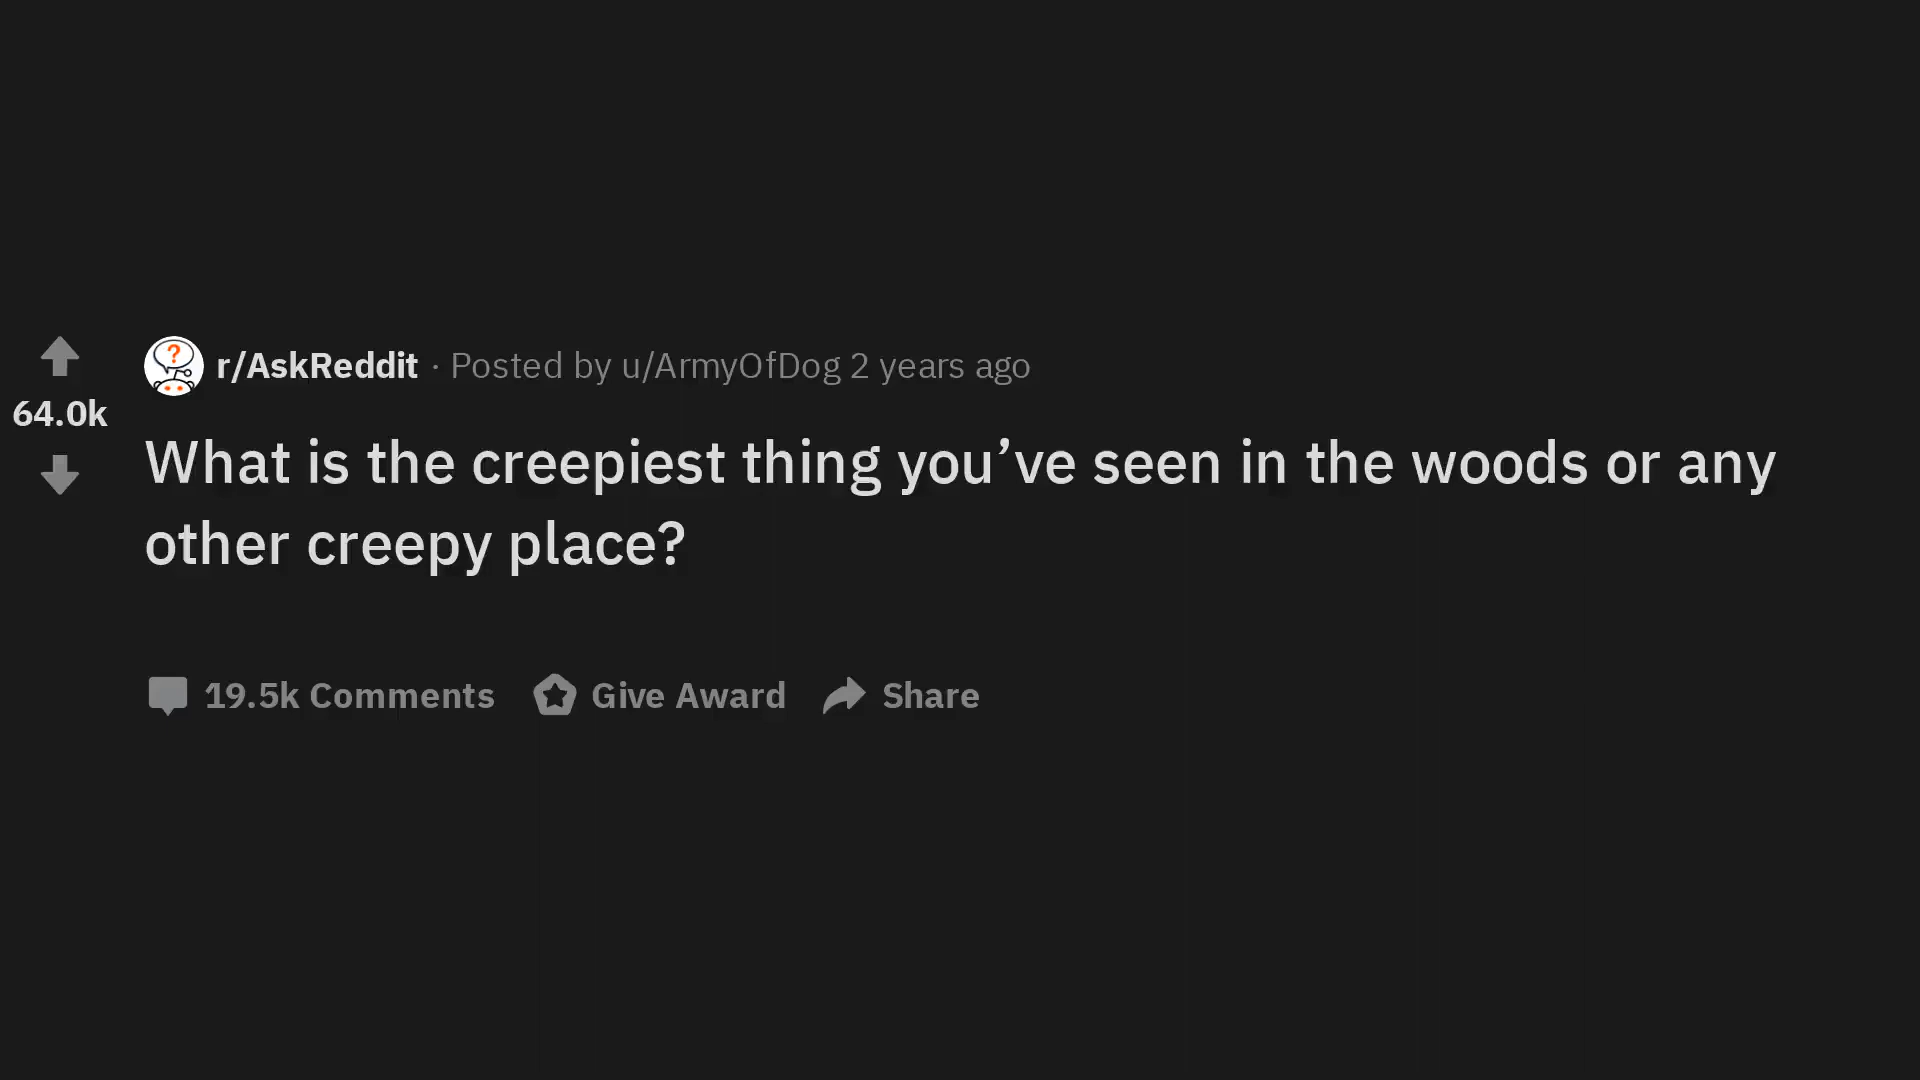 r/AskReddit · Posted by u/ArmyOfDog 2 years ago
64.0k
What is the creepiest thing you’ve seen in the woods or any
other creepy place?
19.5k Comments Give Award Share